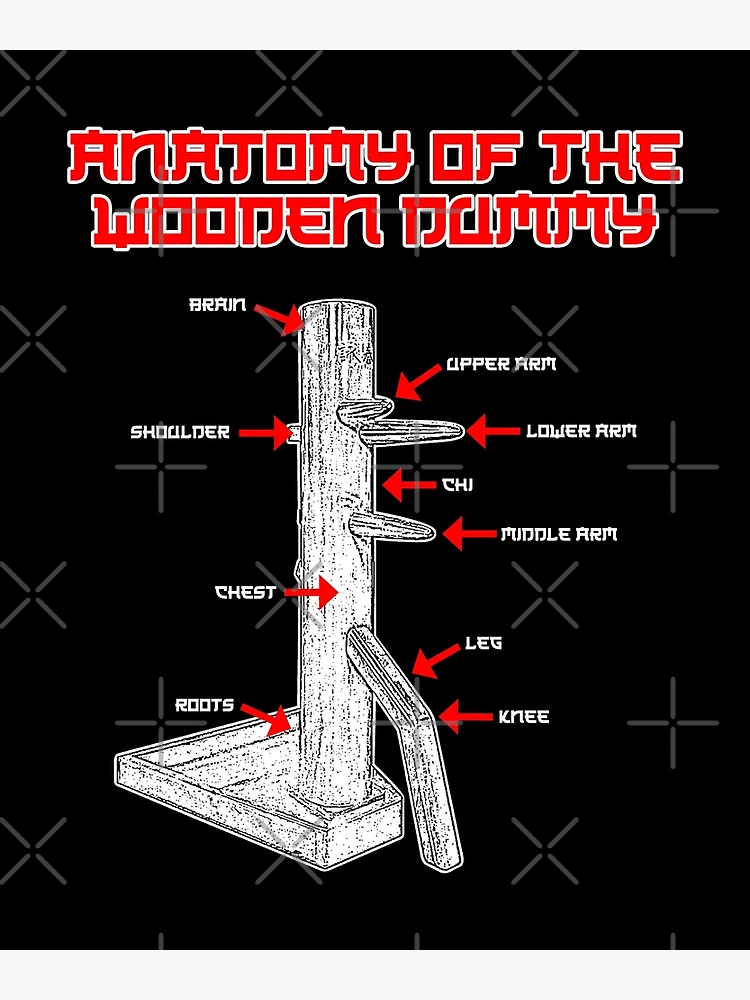 ANATOMY OF THE
WOODEN DUMMY
BRAIN
UPPER ARM
SHOULDER
LOWER ARM
CHI
MIDDLE ARM
CHEST
LEG
ROOTS
KNEE